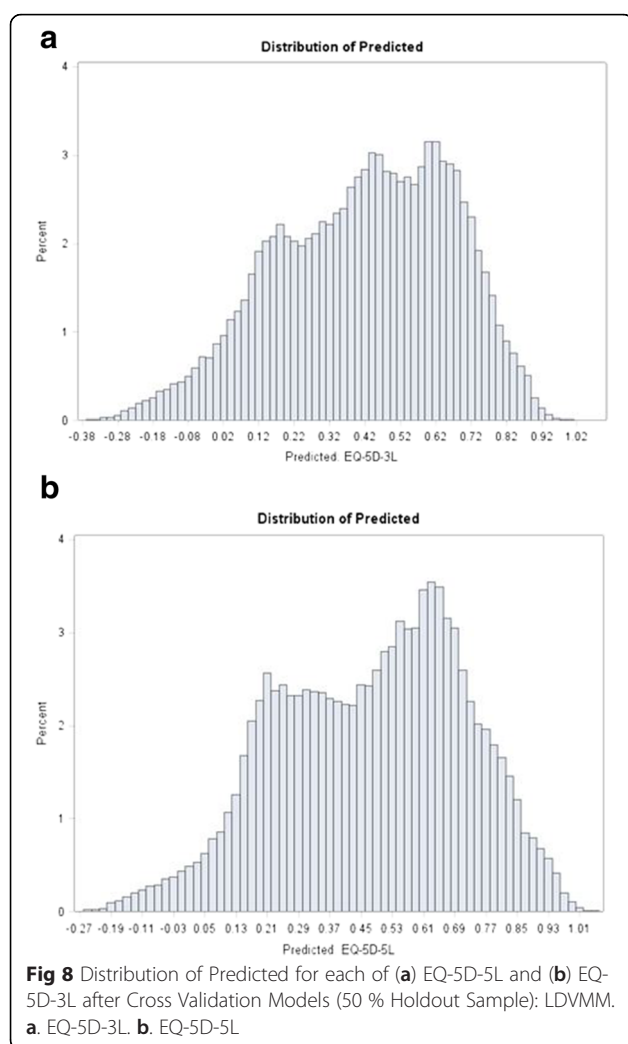 a
Distribution of Predicted
4
3
2
1
0
Percent
-0.38 -0.28 -0.18 -0.08 0.02 0.12 0.22 0.32 0.42 0.52 0.62 0.72 0.82 0.92 1.02
Predicted. EQ-5D-3L
b
Distribution of Predicted
4
3
2
1
0
Percent
-0.27 -0.19 -0.11 -0.03 0.05 0.13 0.21 0.29 0.37 0.45 0.53 0.61 0.69 0.77 0.85 0.93 1.01
Predicted. EQ-5D-5L
Fig 8 Distribution of Predicted for each of (a) EQ-5D-5L and (b) EQ-
5D-3L after Cross Validation Models (50 % Holdout Sample): LDVMM.
a. EQ-5D-3L. b. EQ-5D-5L